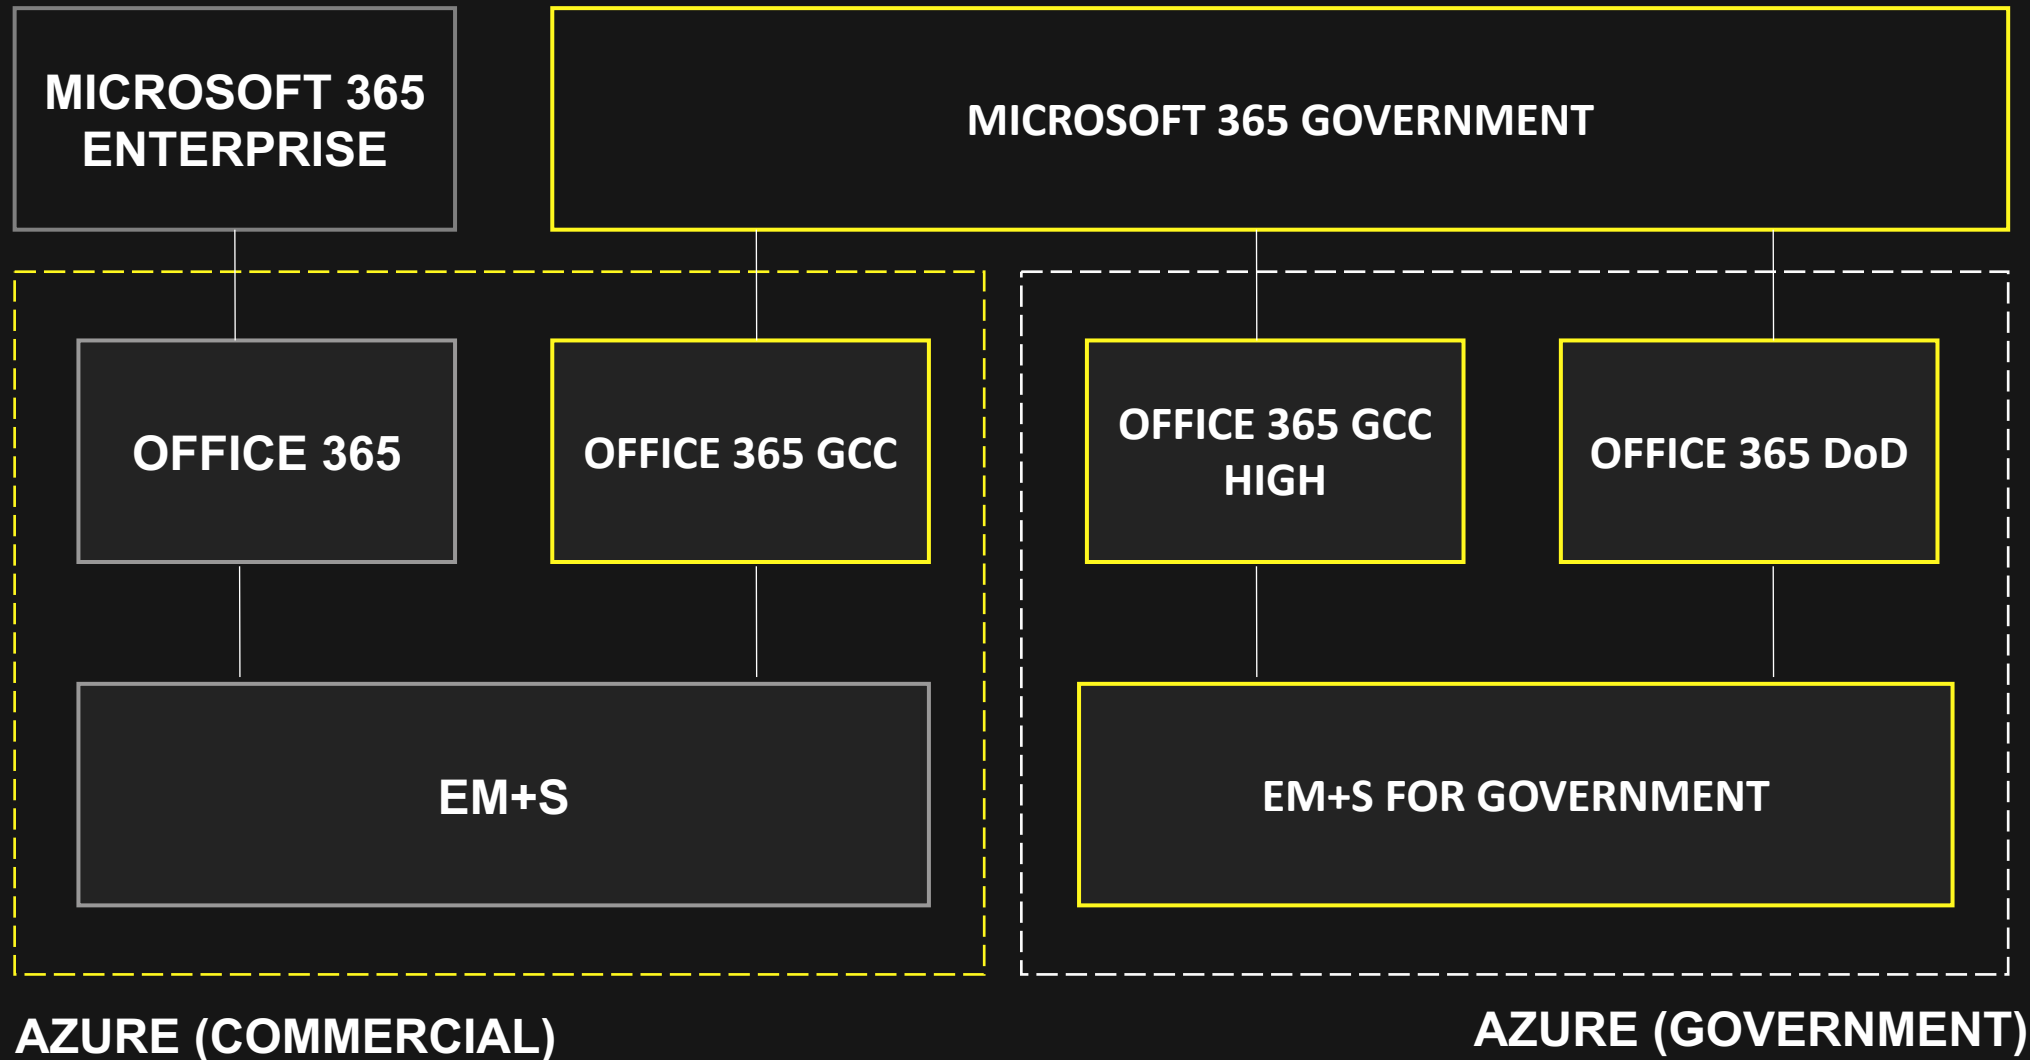 MICROSOFT 365
ENTERPRISE
MICROSOFT 365 GOVERNMENT
OFFICE 365
OFFICE 365 GCC
OFFICE 365 GCC
HIGH
OFFICE 365 DoD
EM+S
EM+S FOR GOVERNMENT
AZURE (COMMERCIAL)
AZURE (GOVERNMENT)